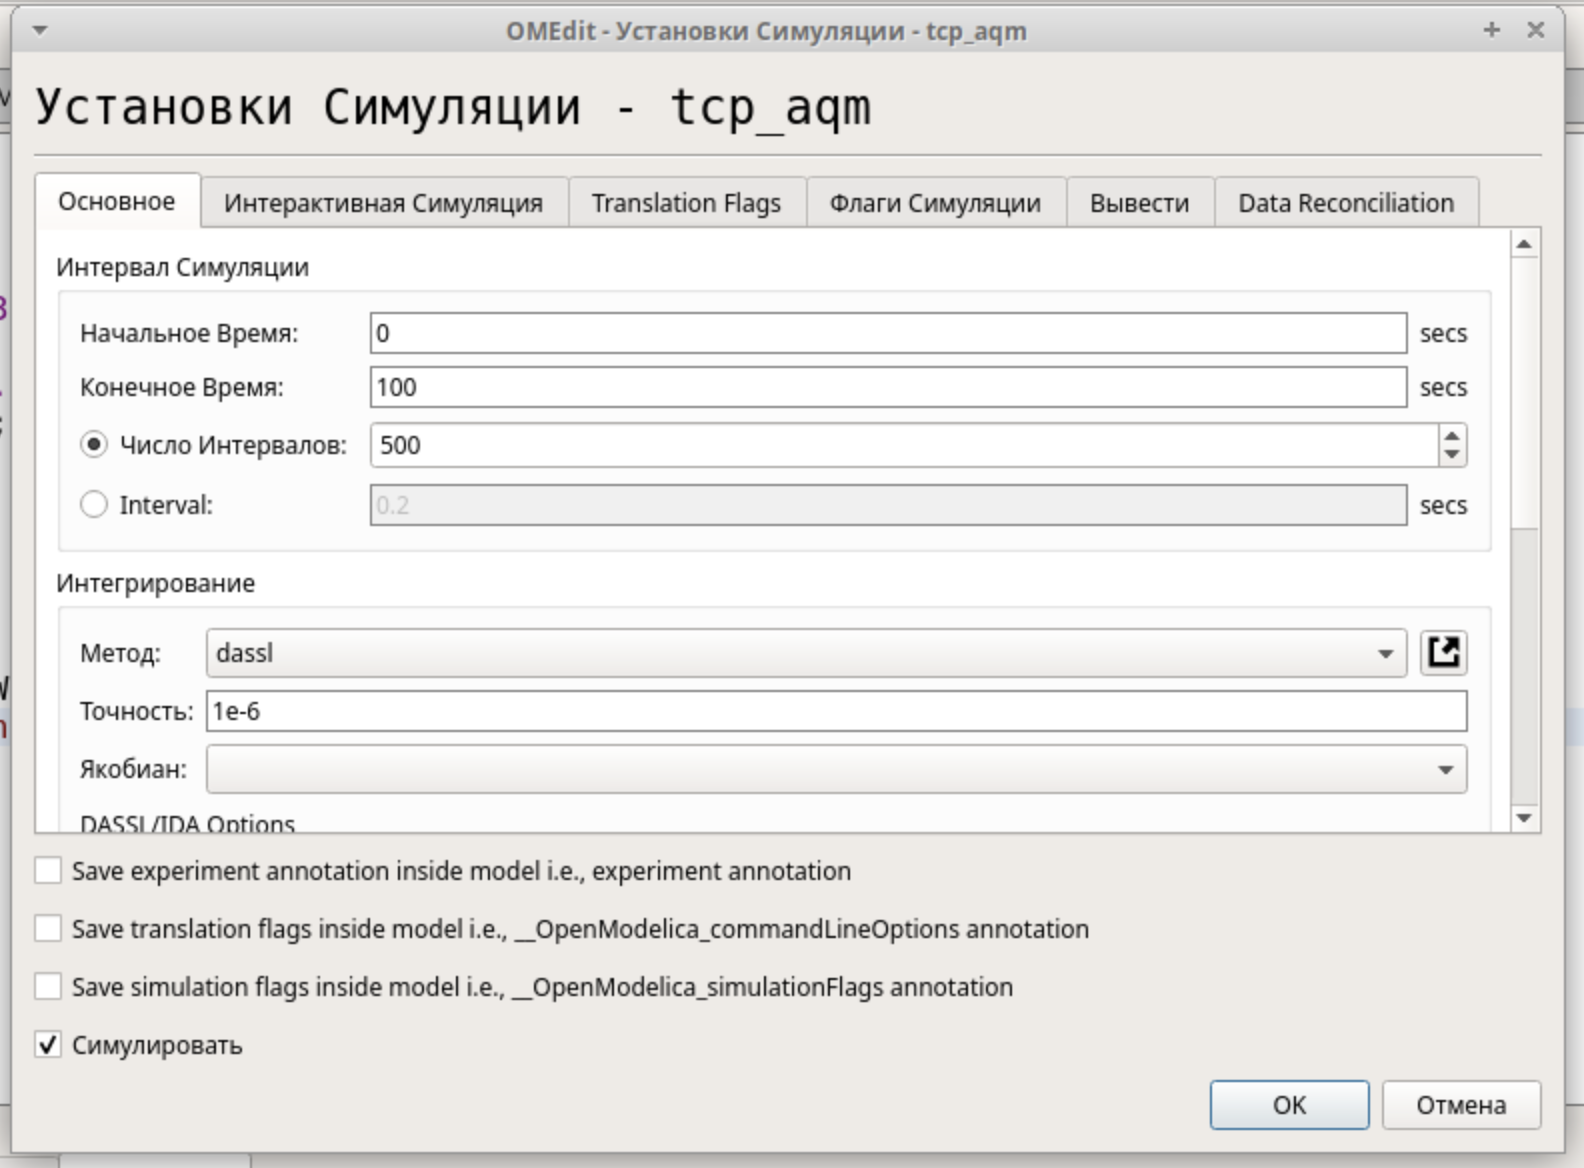 OMEdit - Установки Симуляции - tcp_aqm
Установки Симуляции - tcp_aqm
Основное Интерактивная Симуляция Translation Flags Флаги Симуляции Вывести Data Reconciliation
Интервал Симуляции
Начальное Время: 0 secs
Конечное Время: 100 secs
Число Интервалов: 500
Interval: 0.2 secs
Интегрирование
Метод: dassl
Точность: 1e-6
Якобиан:
DASSL/IDA Options
Save experiment annotation inside model i.e., experiment annotation
Save translation flags inside model i.e., __OpenModelica_commandLineOptions annotation
Save simulation flags inside model i.e., __OpenModelica_simulationFlags annotation
Симулировать
OK Отмена